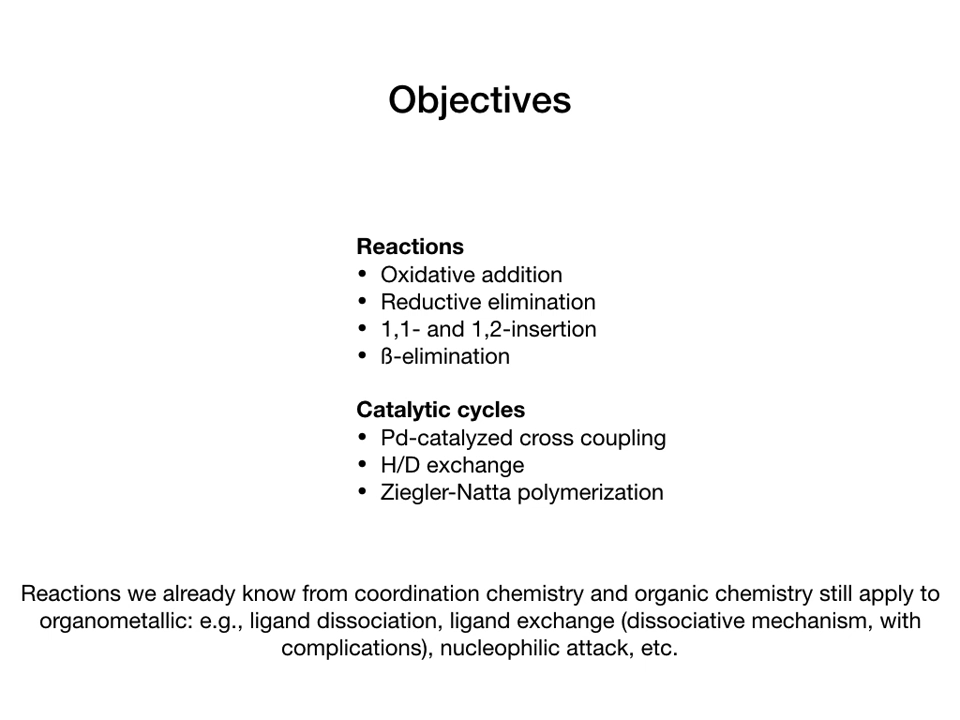 Objectives
Reactions
• Oxidative addition
• Reductive elimination
• 1,1- and 1,2-insertion
• ß-elimination
Catalytic cycles
• Pd-catalyzed cross coupling
• H/D exchange
• Ziegler-Natta polymerization
Reactions we already know from coordination chemistry and organic chemistry still apply to
organometallic: e.g., ligand dissociation, ligand exchange (dissociative mechanism, with
complications), nucleophilic attack, etc.